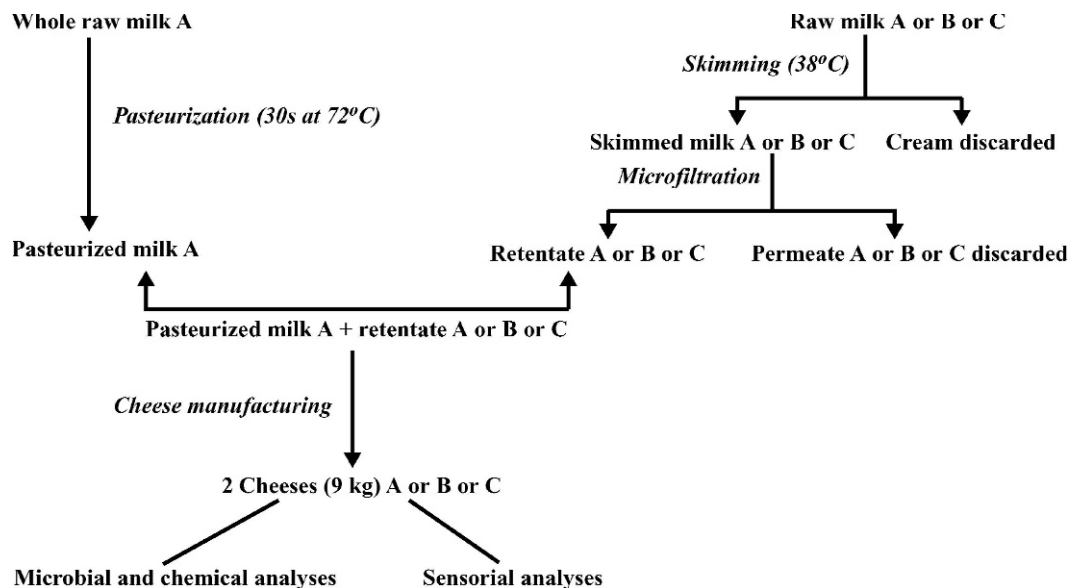 Whole raw milk A
Raw milk A or B or C
Skimming (38°C)
Pasteurization (30s at 72°C)
Skimmed milk A or B or C
Cream discarded
Microfiltration
Pasteurized milk A
Retentate A or B or C
Permeate A or B or C discarded
Pasteurized milk A + retentate A or B or C
Cheese manufacturing
2 Cheeses (9 kg) A or B or C
Microbial and chemical analyses
Sensorial analyses